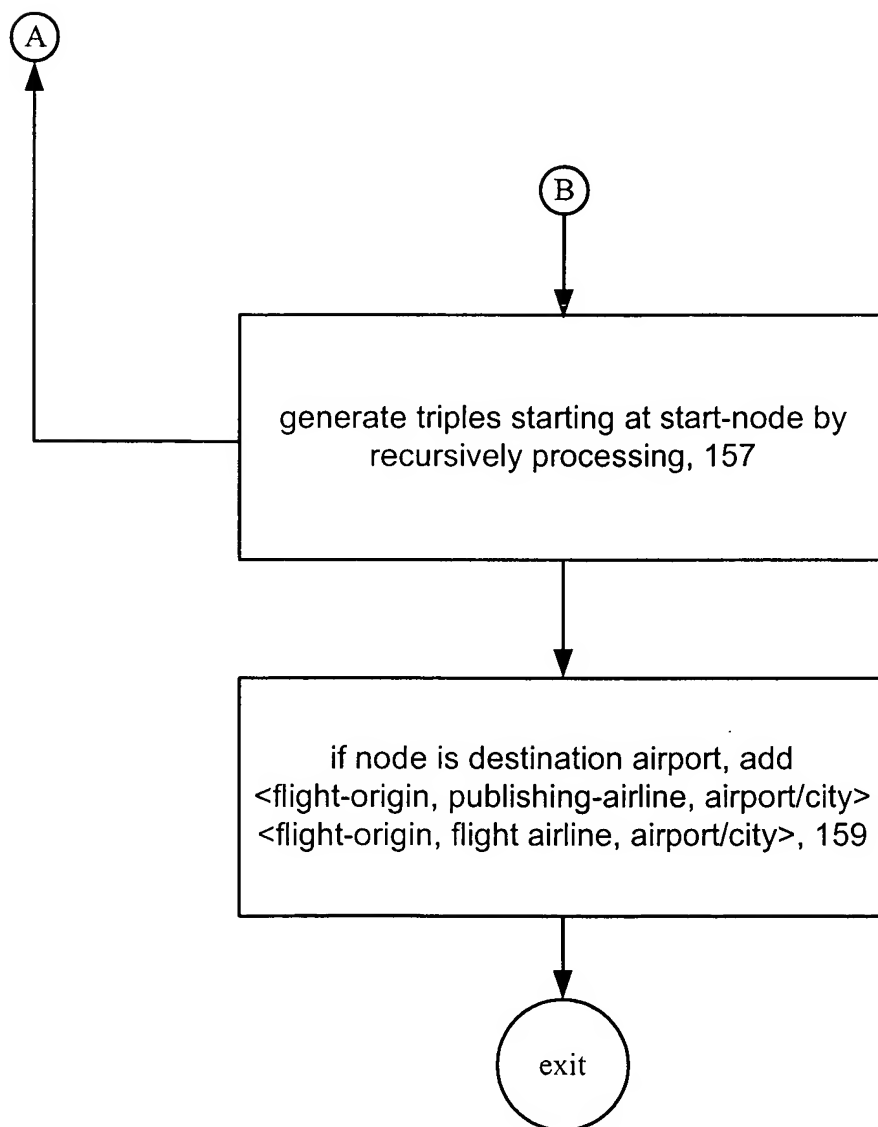 A
B
generate triples starting at start-node by
recursively processing, 157
if node is destination airport, add
<flight-origin, publishing-airline, airport/city>
<flight-origin, flight airline, airport/city>, 159
exit